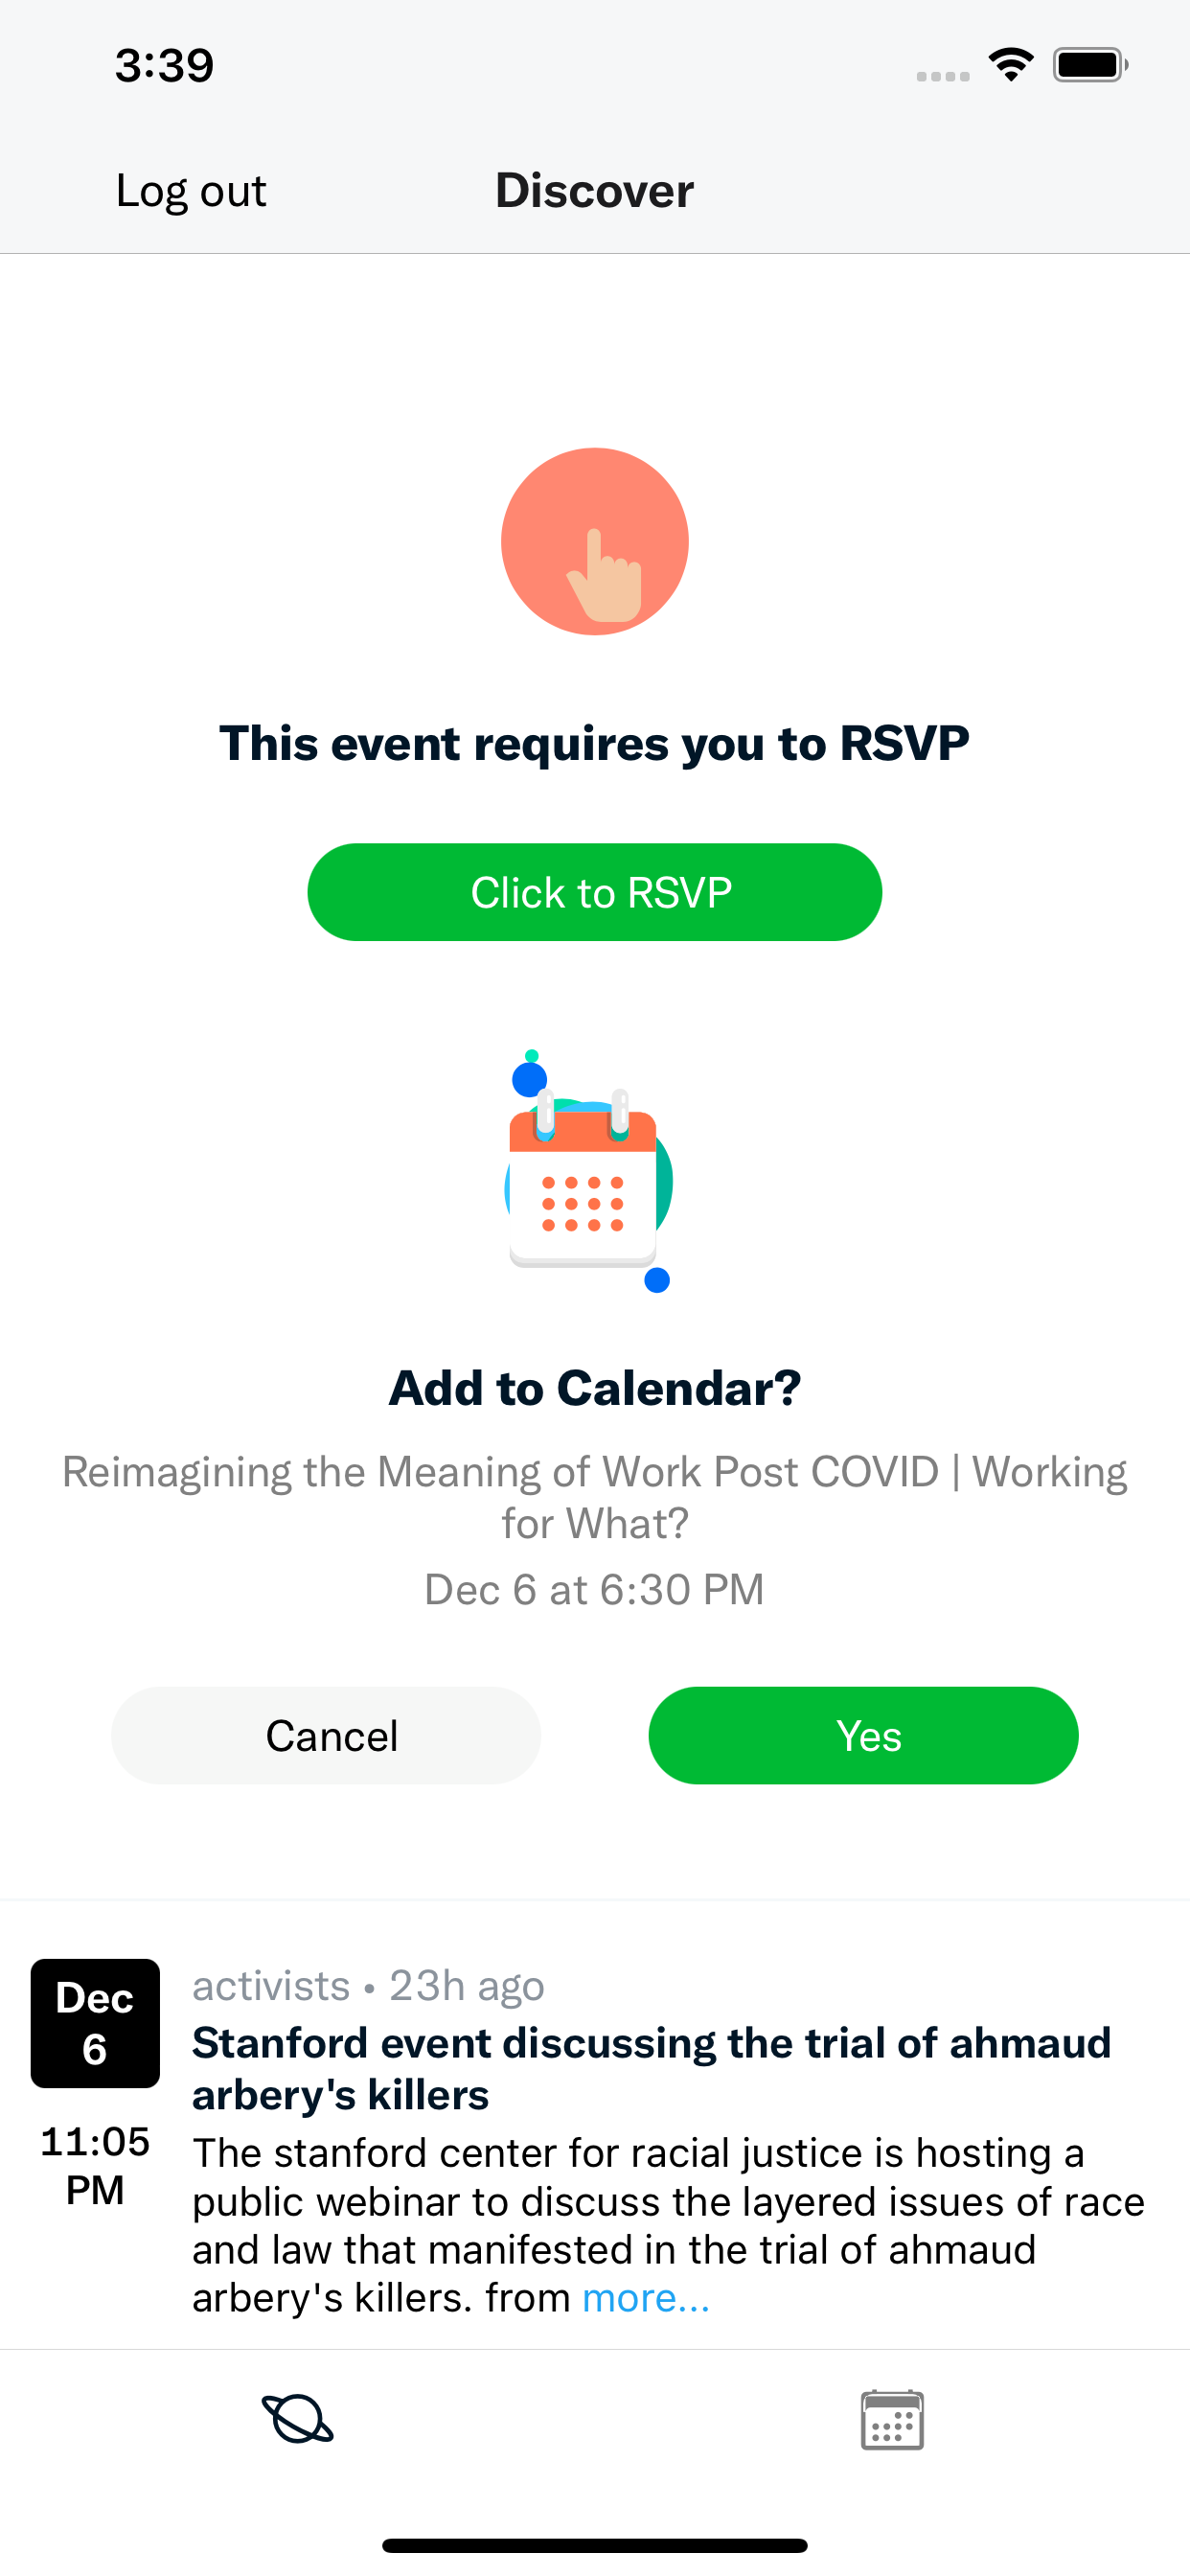 3:39
Log out
Discover
This event requires you to RSVP
Click to RSVP
Add to Calendar?
Reimagining the Meaning of Work Post COVID | Working
for What?
Dec 6 at 6:30 PM
Cancel
Yes
Dec
6
11:05
PM
activists • 23h ago
Stanford event discussing the trial of ahmaud
arbery's killers
The stanford center for racial justice is hosting a
public webinar to discuss the layered issues of race
and law that manifested in the trial of ahmaud
arbery's killers. from more...